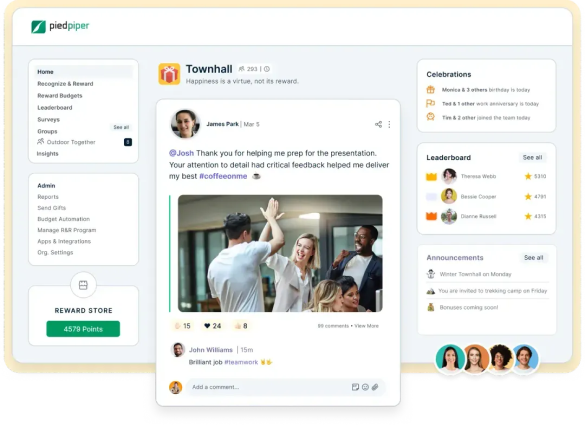 piedpiper
Home
Recognize & Reward
Reward Budgets
Leaderboard
Surveys
Groups
See all
Outdoor Together
Insights
Admin
Reports
Send Gifts
Budget Automation
Manage R&R Program
Apps & Integrations
Org. Settings
REWARD STORE
4579 Points
Townhall
293
Happiness is a virtue, not its reward.
James Park | Mar 5
@Josh Thank you for helping me prep for the presentation.
Your attention to detail had critical feedback helped me deliver
my best #coffeeonme
15
24
8
99 comments • View More
John Williams | 15m
Brilliant job #teamwork
Add a comment...
Celebrations
Monica & 3 others birthday is today
Ted & 1 other work anniversary is today
Tim & 2 other joined the team today
Leaderboard
See all
Theresa Webb
5310
Bessie Cooper
4791
Dianne Russell
4315
Announcements
See all
Winter Townhall on Monday
You are invited to trekking camp on Friday
Bonuses coming soon!